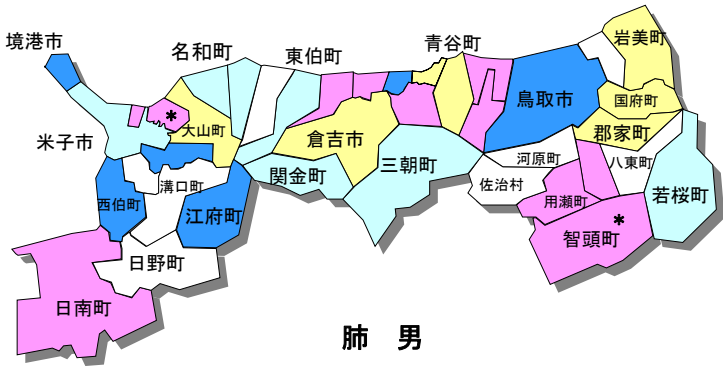 岩美町
境港市
青谷町
名和町
東伯町
鳥取市
国府町
*
大山町
郡家町
米子市
倉吉市
河原町
八東町
三朝町
関金町
溝口町
佐治村
若桜町
西伯町
用瀬町
江府町
*
智頭町
日野町
日南町
肺 男